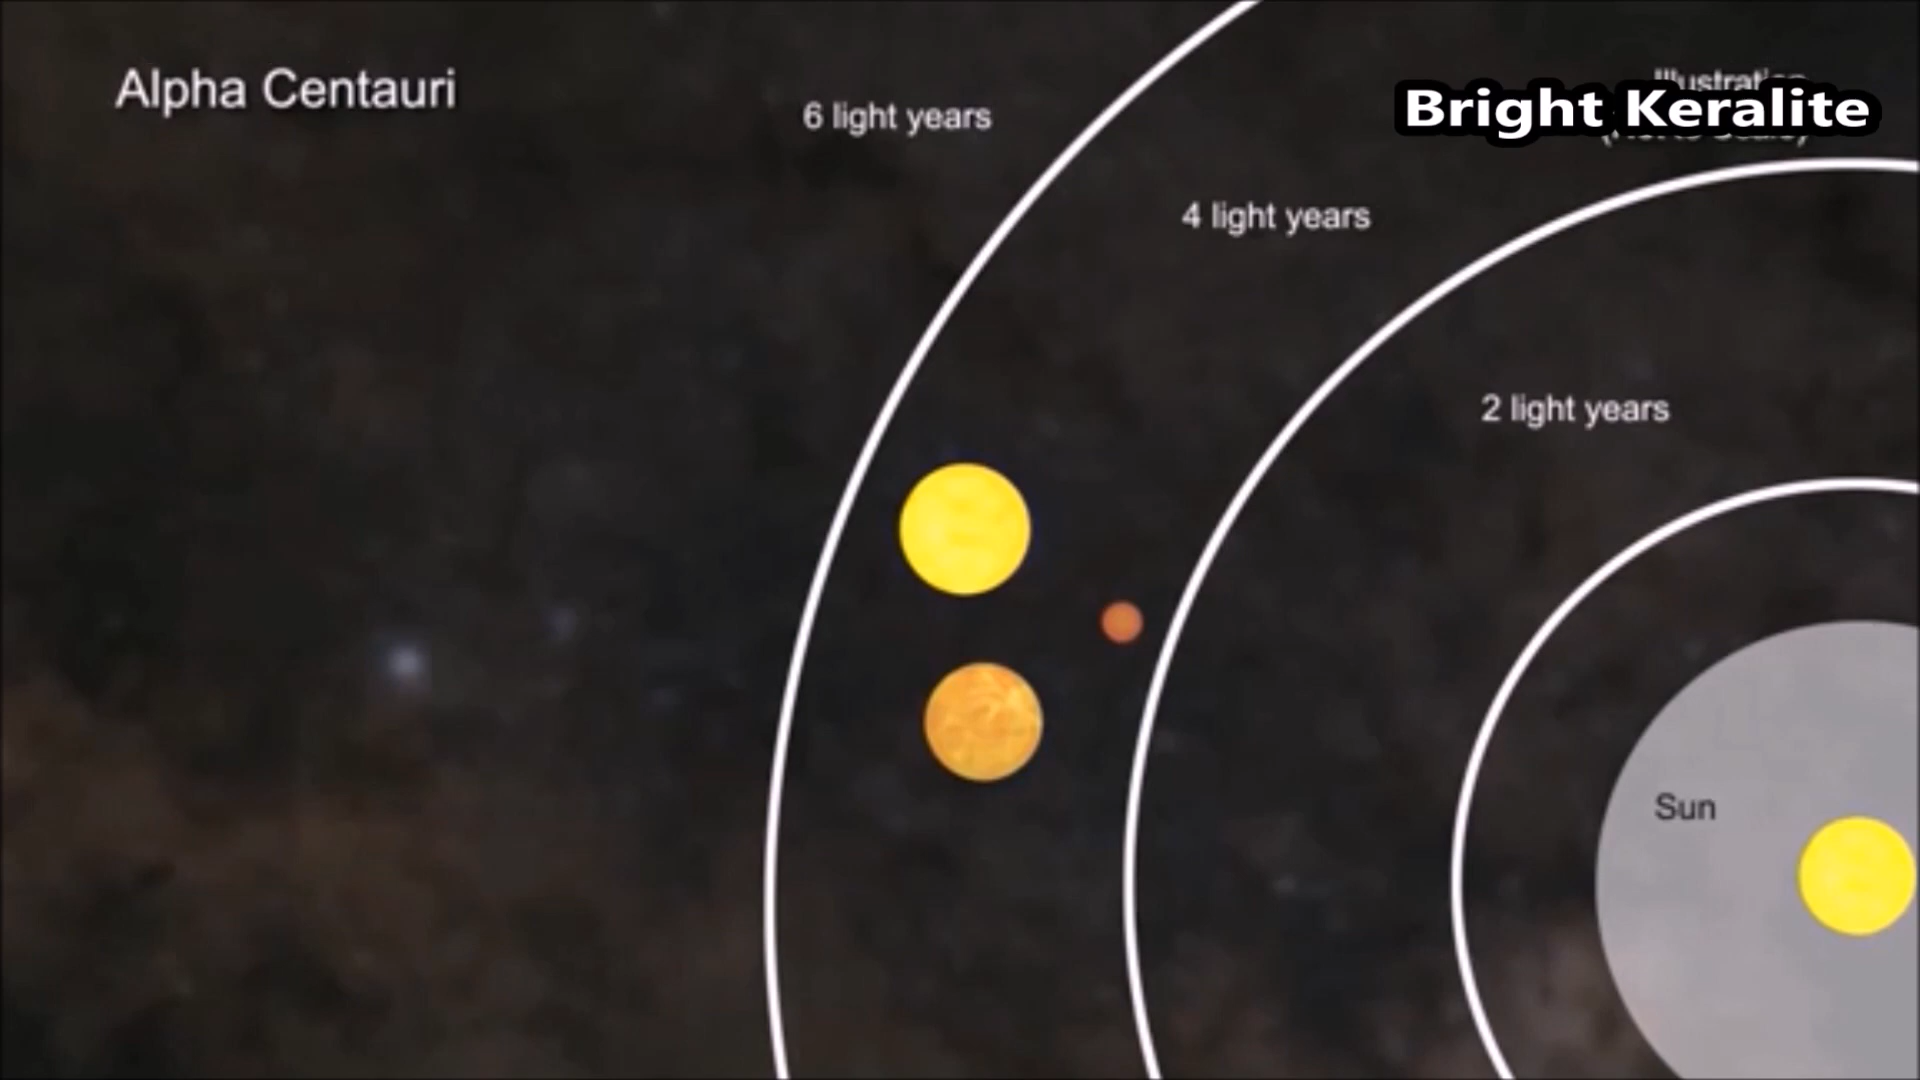 Alpha Centauri
Bright Keralite
6 light years
4 light years
2 light years
Sun